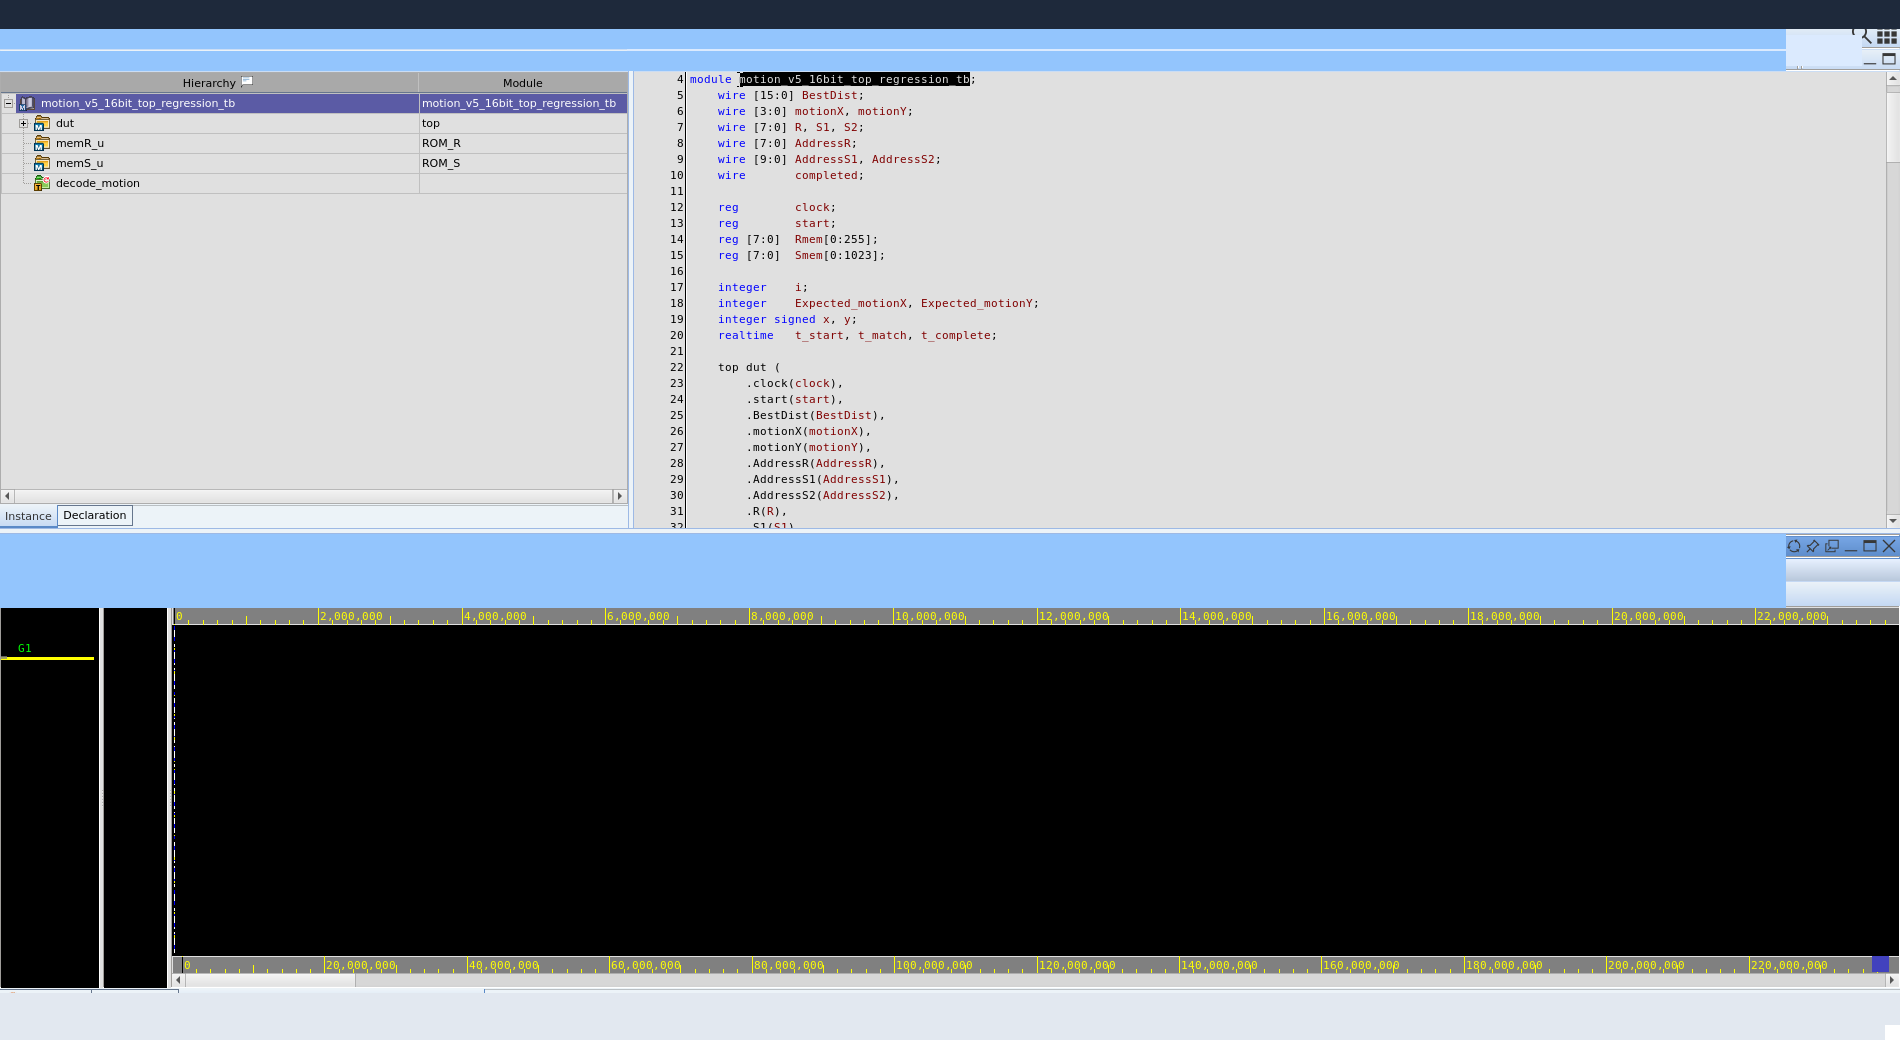 Hierarchy Module
motion_v5_16bit_top_regression_tb motion_v5_16bit_top_regression_tb
dut top
memR_u ROM_R
memS_u ROM_S
decode_motion
Instance Declaration
4 module motion_v5_16bit_top_regression_tb;
5 wire [15:0] BestDist;
6 wire [3:0] motionX, motionY;
7 wire [7:0] R, S1, S2;
8 wire [7:0] AddressR;
9 wire [9:0] AddressS1, AddressS2;
10 wire completed;
11
12 reg clock;
13 reg start;
14 reg [7:0] Rmem[0:255];
15 reg [7:0] Smem[0:1023];
16
17 integer i;
18 integer Expected_motionX, Expected_motionY;
19 integer signed x, y;
20 realtime t_start, t_match, t_complete;
21
22 top dut (
23 .clock(clock),
24 .start(start),
25 .BestDist(BestDist),
26 .motionX(motionX),
27 .motionY(motionY),
28 .AddressR(AddressR),
29 .AddressS1(AddressS1),
30 .AddressS2(AddressS2),
31 .R(R),
32 .S1(S1)
0 2,000,000 4,000,000 6,000,000 8,000,000 10,000,000 12,000,000 14,000,000 16,000,000 18,000,000 20,000,000 22,000,000
G1
0 20,000,000 40,000,000 60,000,000 80,000,000 100,000,000 120,000,000 140,000,000 160,000,000 180,000,000 200,000,000 220,000,000